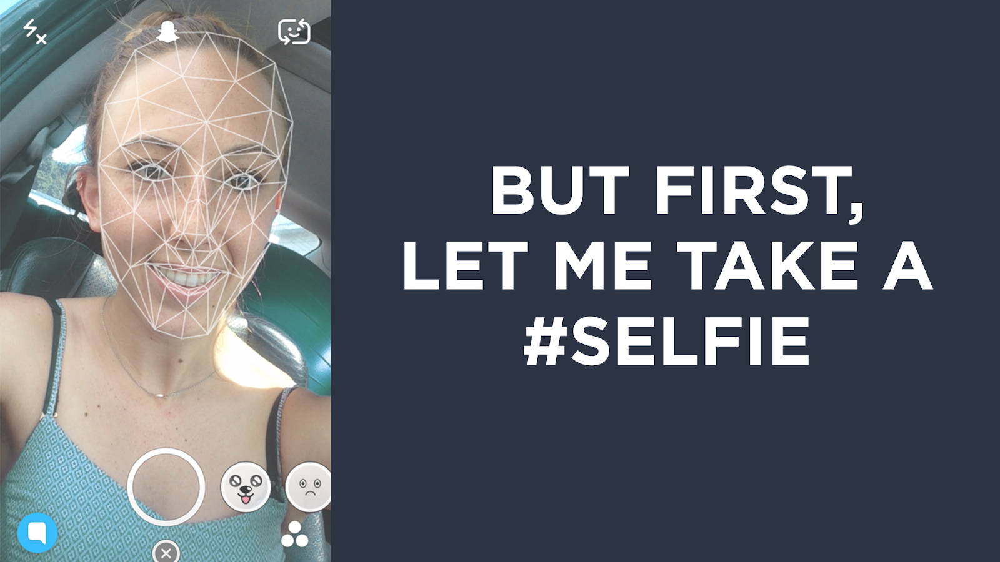 BUT FIRST,
LET ME TAKE A
#SELFIE